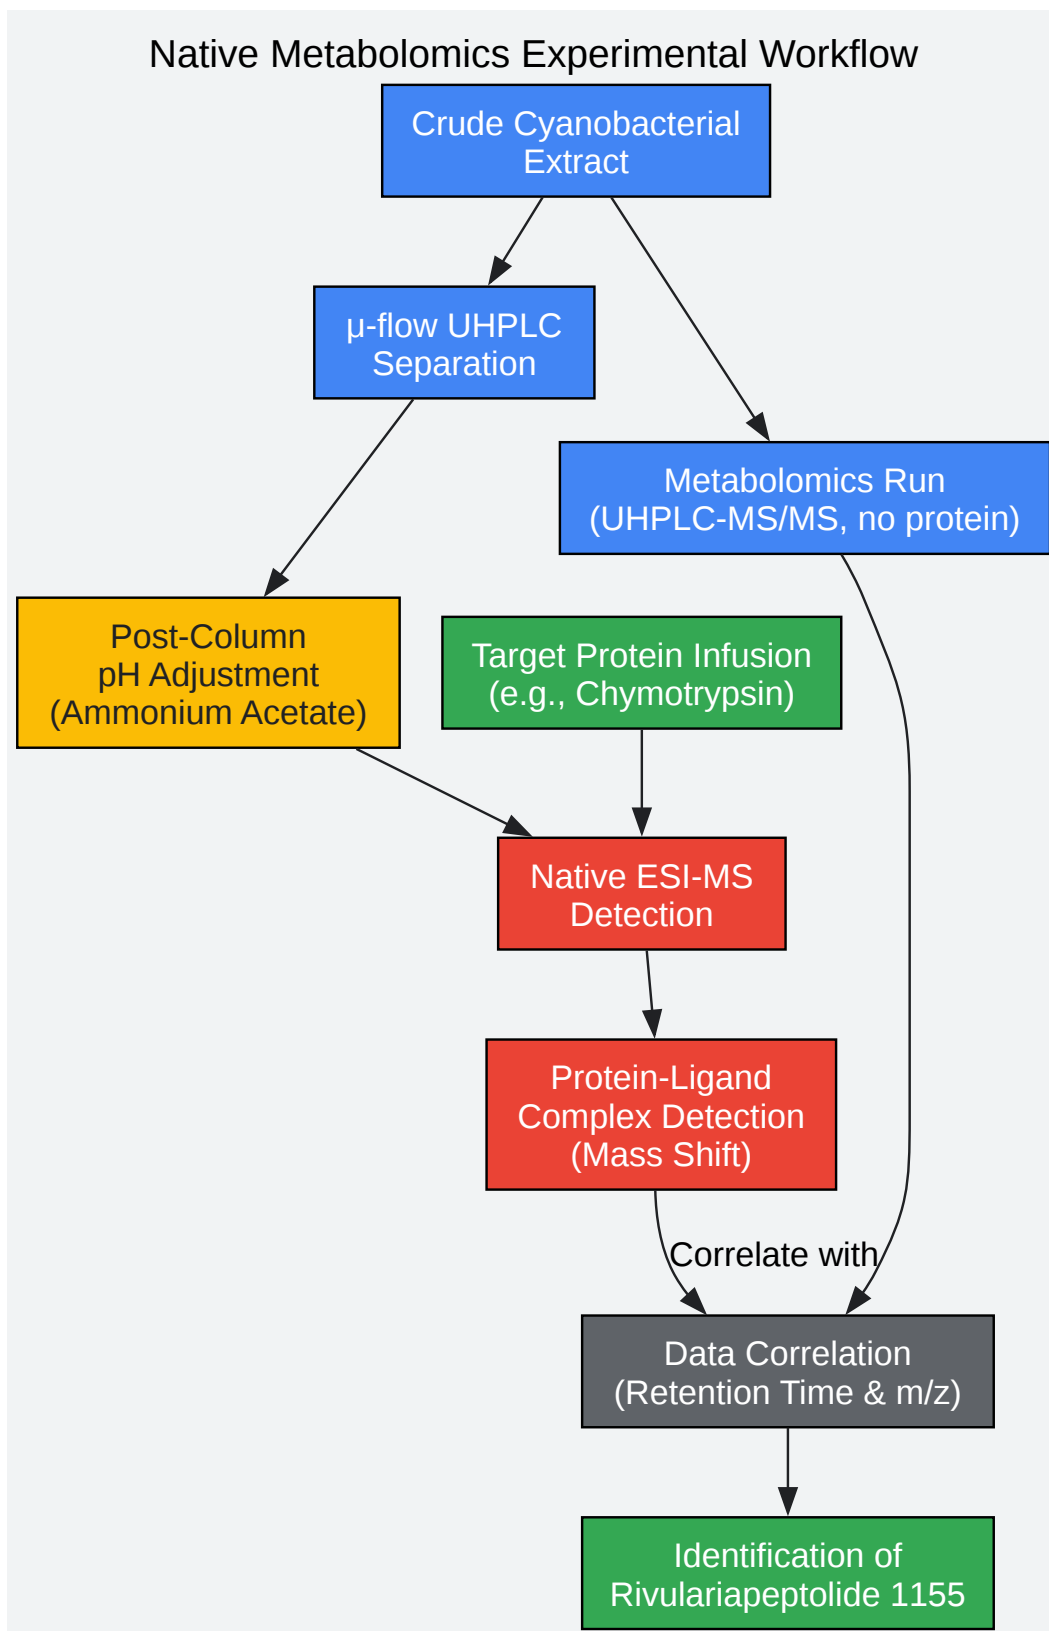 Native Metabolomics Experimental Workflow
Crude Cyanobacterial
Extract
μ-flow UHPLC
Separation
Metabolomics Run
(UHPLC-MS/MS, no protein)
Post-Column
pH Adjustment
(Ammonium Acetate)
Target Protein Infusion
(e.g., Chymotrypsin)
Native ESI-MS
Detection
Protein-Ligand
Complex Detection
(Mass Shift)
Correlate with
Data Correlation
(Retention Time & m/z)
Identification of
Rivulariapeptolide 1155